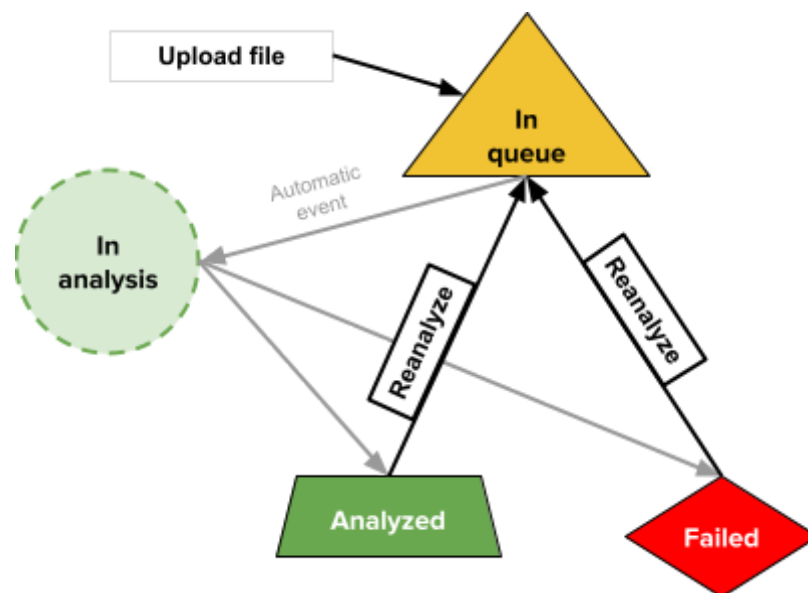 Upload file
In
queue
Automatic
event
In
analysis
Reanalyze
Reanalyze
Analyzed
Failed